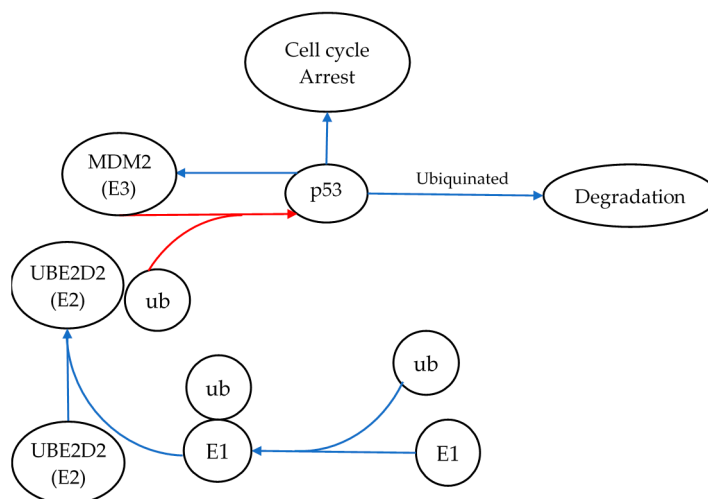 Cell cycle
Arrest
MDM2
(E3)
p53
Ubiquinated
Degradation
UBE2D2
(E2)
ub
ub
ub
E1
E1
UBE2D2
(E2)